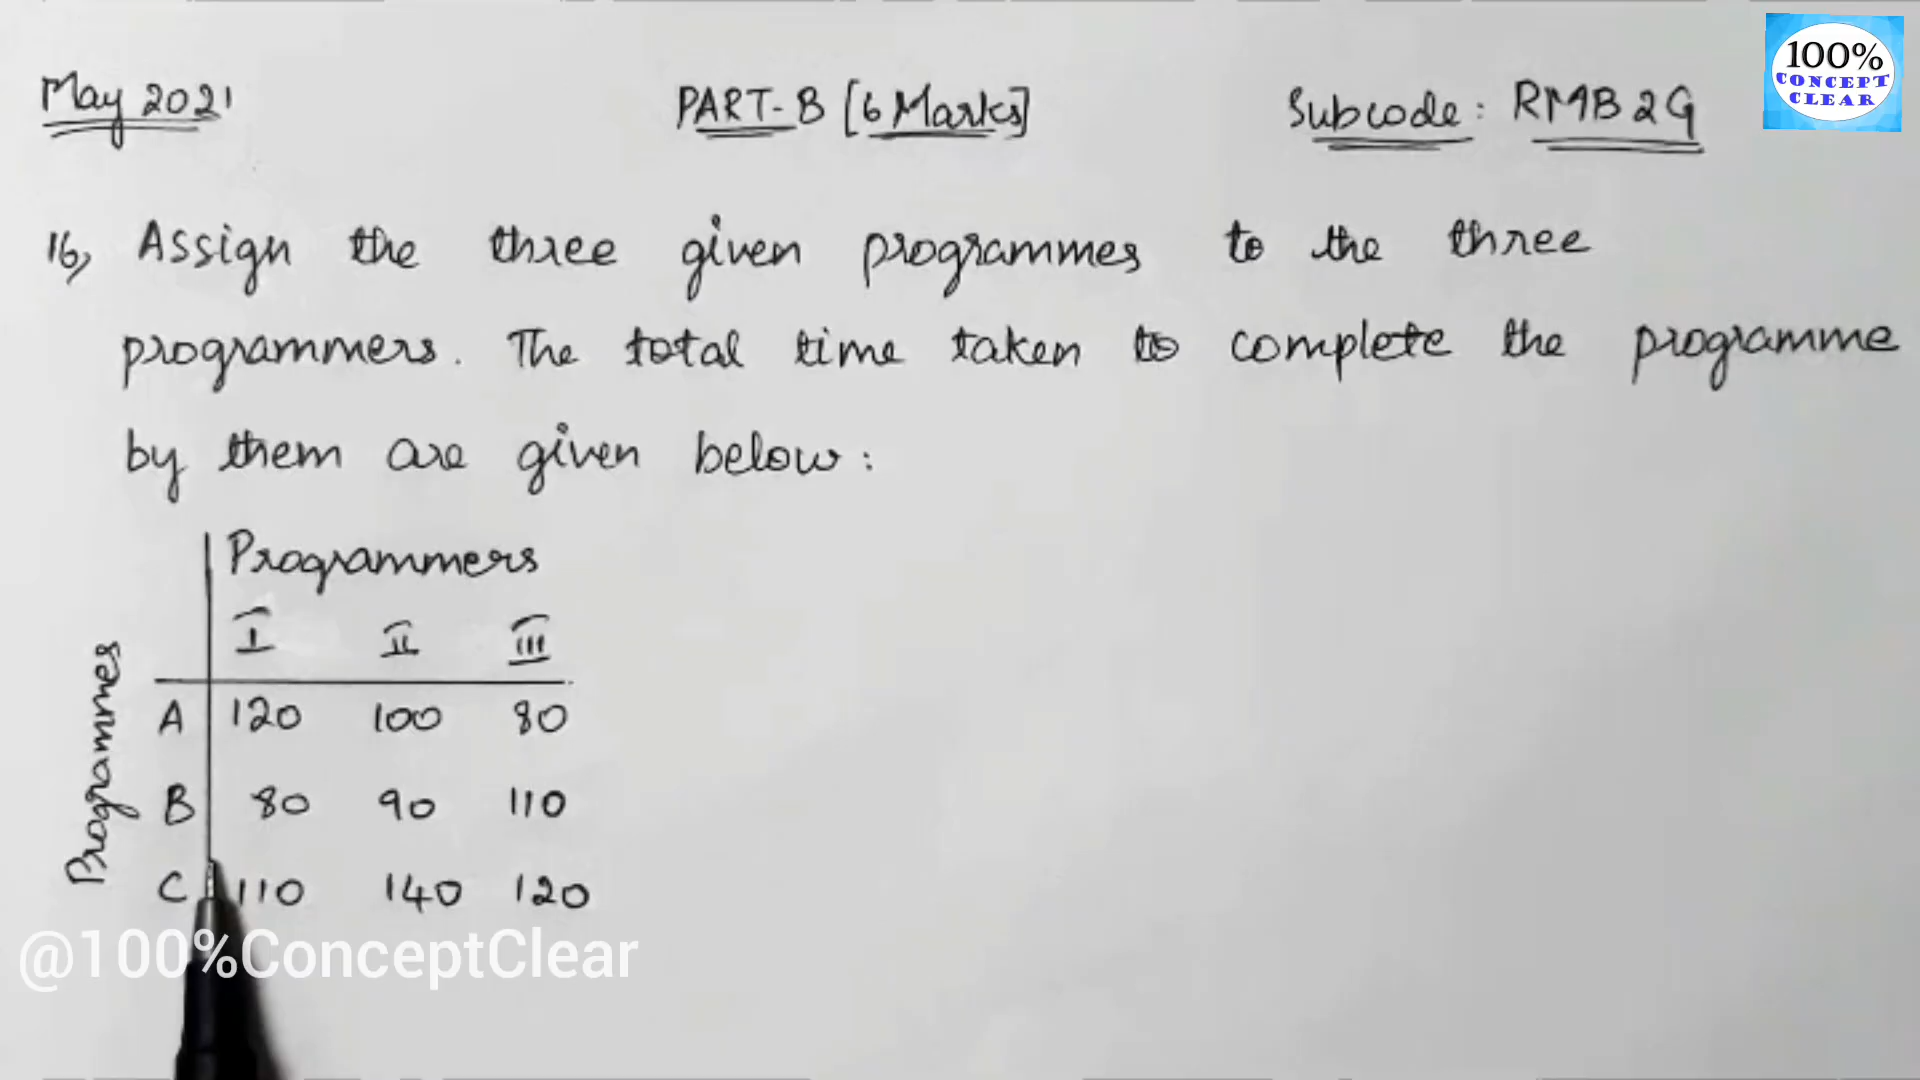 May 2021 PART-B [6 Marks] Subcode: RMB2G
100%
CONCEPT
CLEAR
16, Assign the three given programmes to the three
programmers. The total time taken to complete the programme
by them are given below:
Programmers
I II III
Programmes
A 120 100 80
B 80 90 110
C 110 140 120
@100%ConceptClear